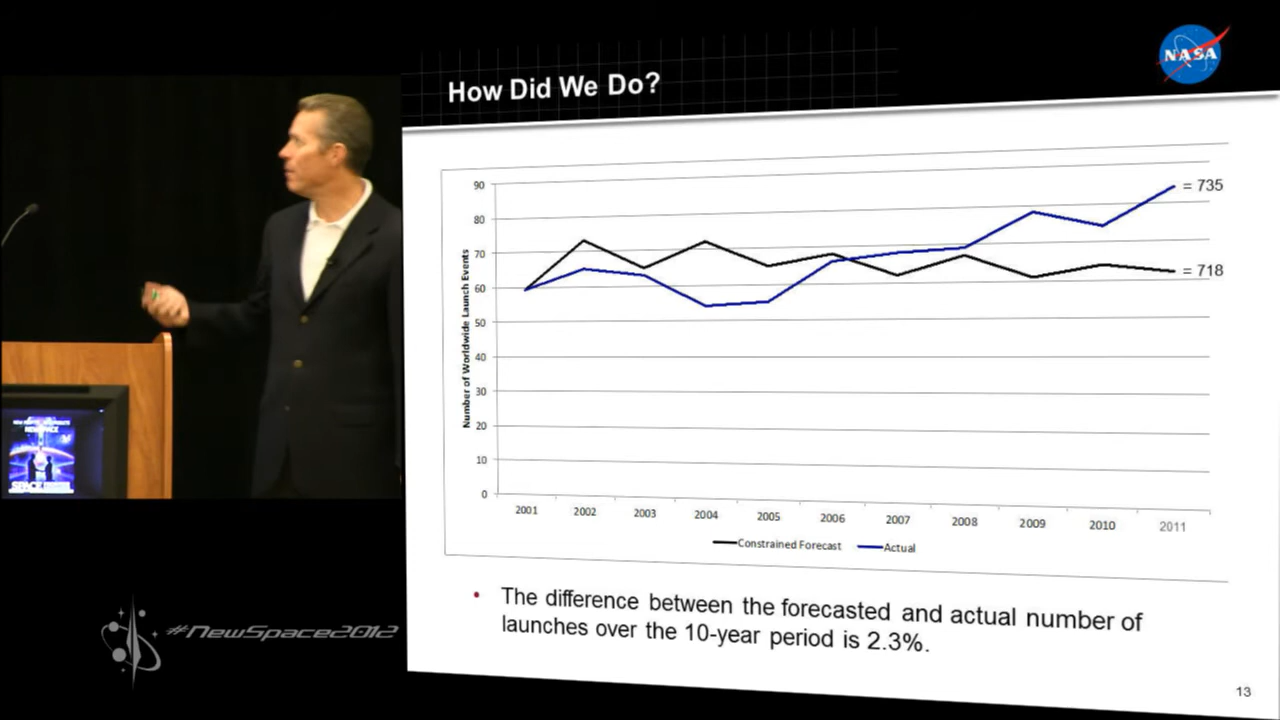 How Did We Do?
NASA
90
80
70
60
50
40
30
20
10
0
Number of Worldwide Launch Events
= 735
= 718
2001 2002 2003 2004 2005 2006 2007 2008 2009 2010 2011
Constrained Forecast Actual
• The difference between the forecasted and actual number of
launches over the 10-year period is 2.3%.
13
#NewSpace2012